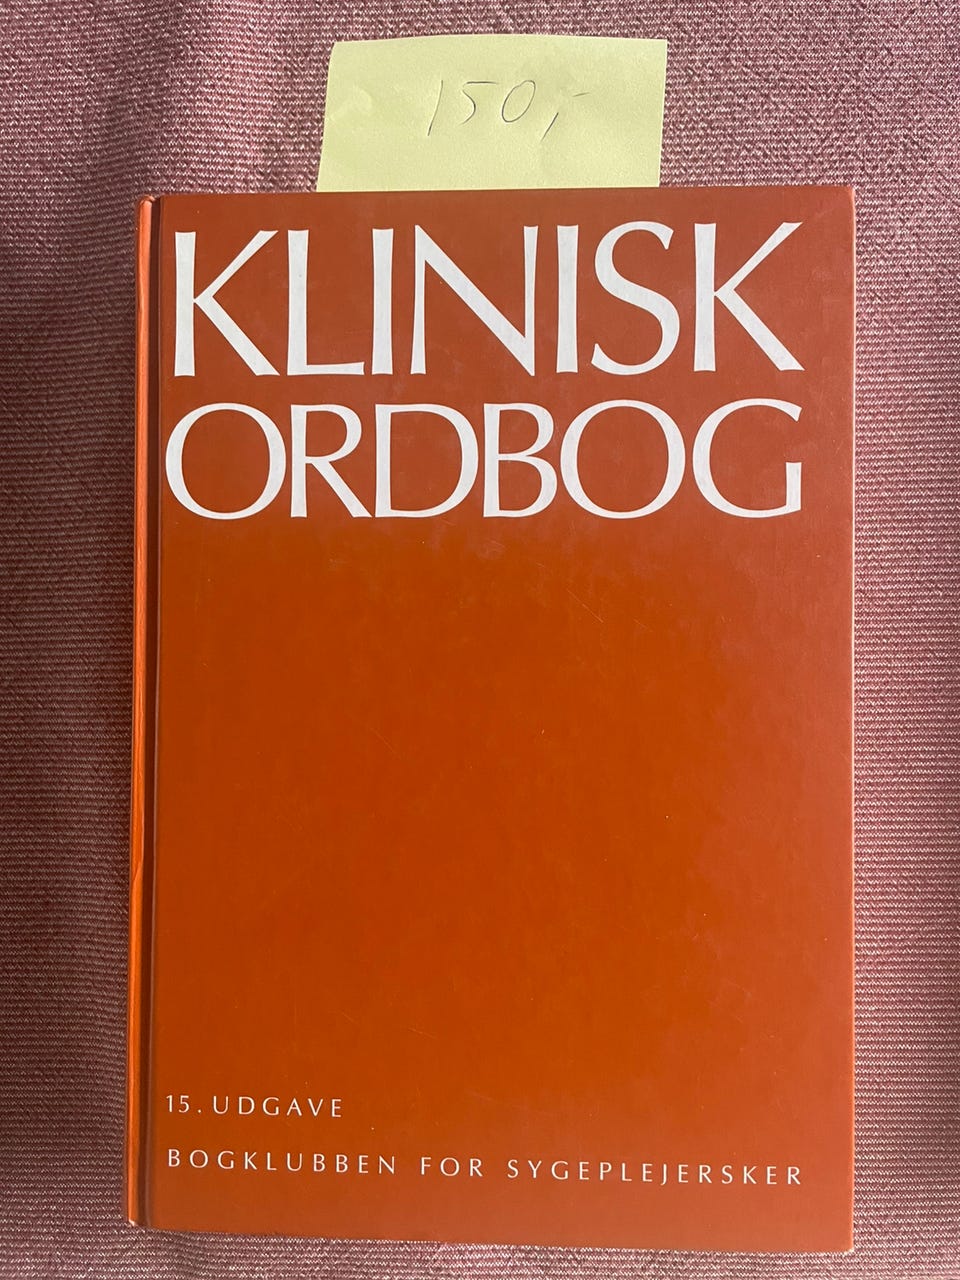 150,-
KLINISK
ORDBOG
15. UDGAVE
BOGKLUBBEN FOR SYGEPLEJERSKER